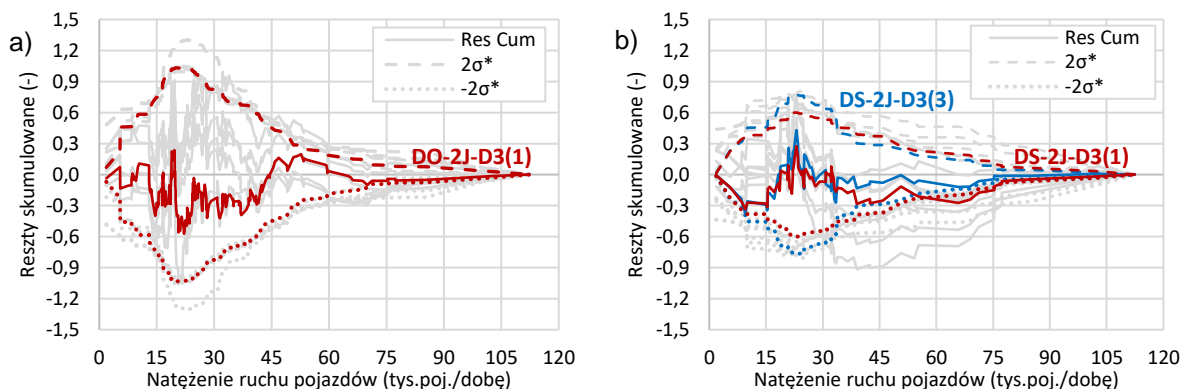 a)
Reszty skumulowane (-)
1,5
1,2
0,9
0,6
0,3
0,0
-0,3
-0,6
-0,9
-1,2
-1,5
Res Cum
2σ*
-2σ*
DO-2J-D3(1)
0 15 30 45 60 75 90 105 120
Natężenie ruchu pojazdów (tys.poj./dobę)
b)
Reszty skumulowane (-)
1,5
1,2
0,9
0,6
0,3
0,0
-0,3
-0,6
-0,9
-1,2
-1,5
Res Cum
2σ*
-2σ*
DS-2J-D3(3)
DS-2J-D3(1)
0 15 30 45 60 75 90 105 120
Natężenie ruchu pojazdów (tys.poj./dobę)